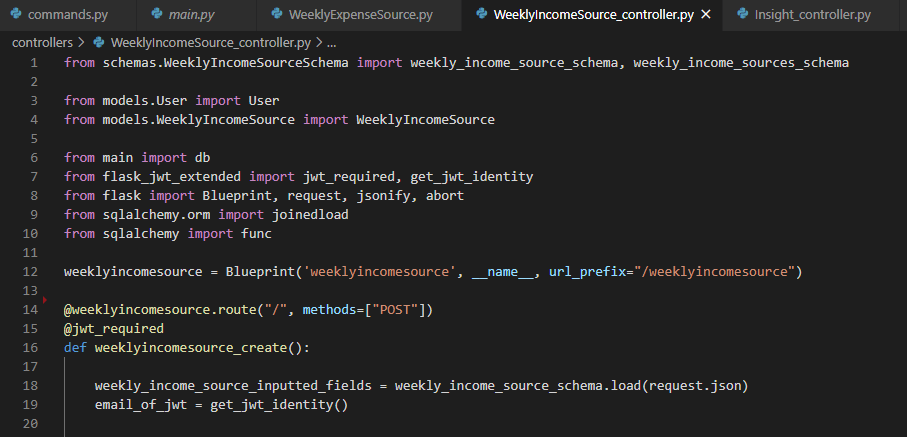 commands.py main.py WeeklyExpenseSource.py WeeklyIncomeSource_controller.py Insight_controller.py
controllers > WeeklyIncomeSource_controller.py > ...
1 from schemas.WeeklyIncomeSourceSchema import weekly_income_source_schema, weekly_income_sources_schema
2
3 from models.User import User
4 from models.WeeklyIncomeSource import WeeklyIncomeSource
5
6 from main import db
7 from flask_jwt_extended import jwt_required, get_jwt_identity
8 from flask import Blueprint, request, jsonify, abort
9 from sqlalchemy.orm import joinedload
10 from sqlalchemy import func
11
12 weeklyincomesource = Blueprint('weeklyincomesource', __name__, url_prefix="/weeklyincomesource")
13
14 @weeklyincomesource.route("/", methods=["POST"])
15 @jwt_required
16 def weeklyincomesource_create():
17
18     weekly_income_source_inputted_fields = weekly_income_source_schema.load(request.json)
19     email_of_jwt = get_jwt_identity()
20